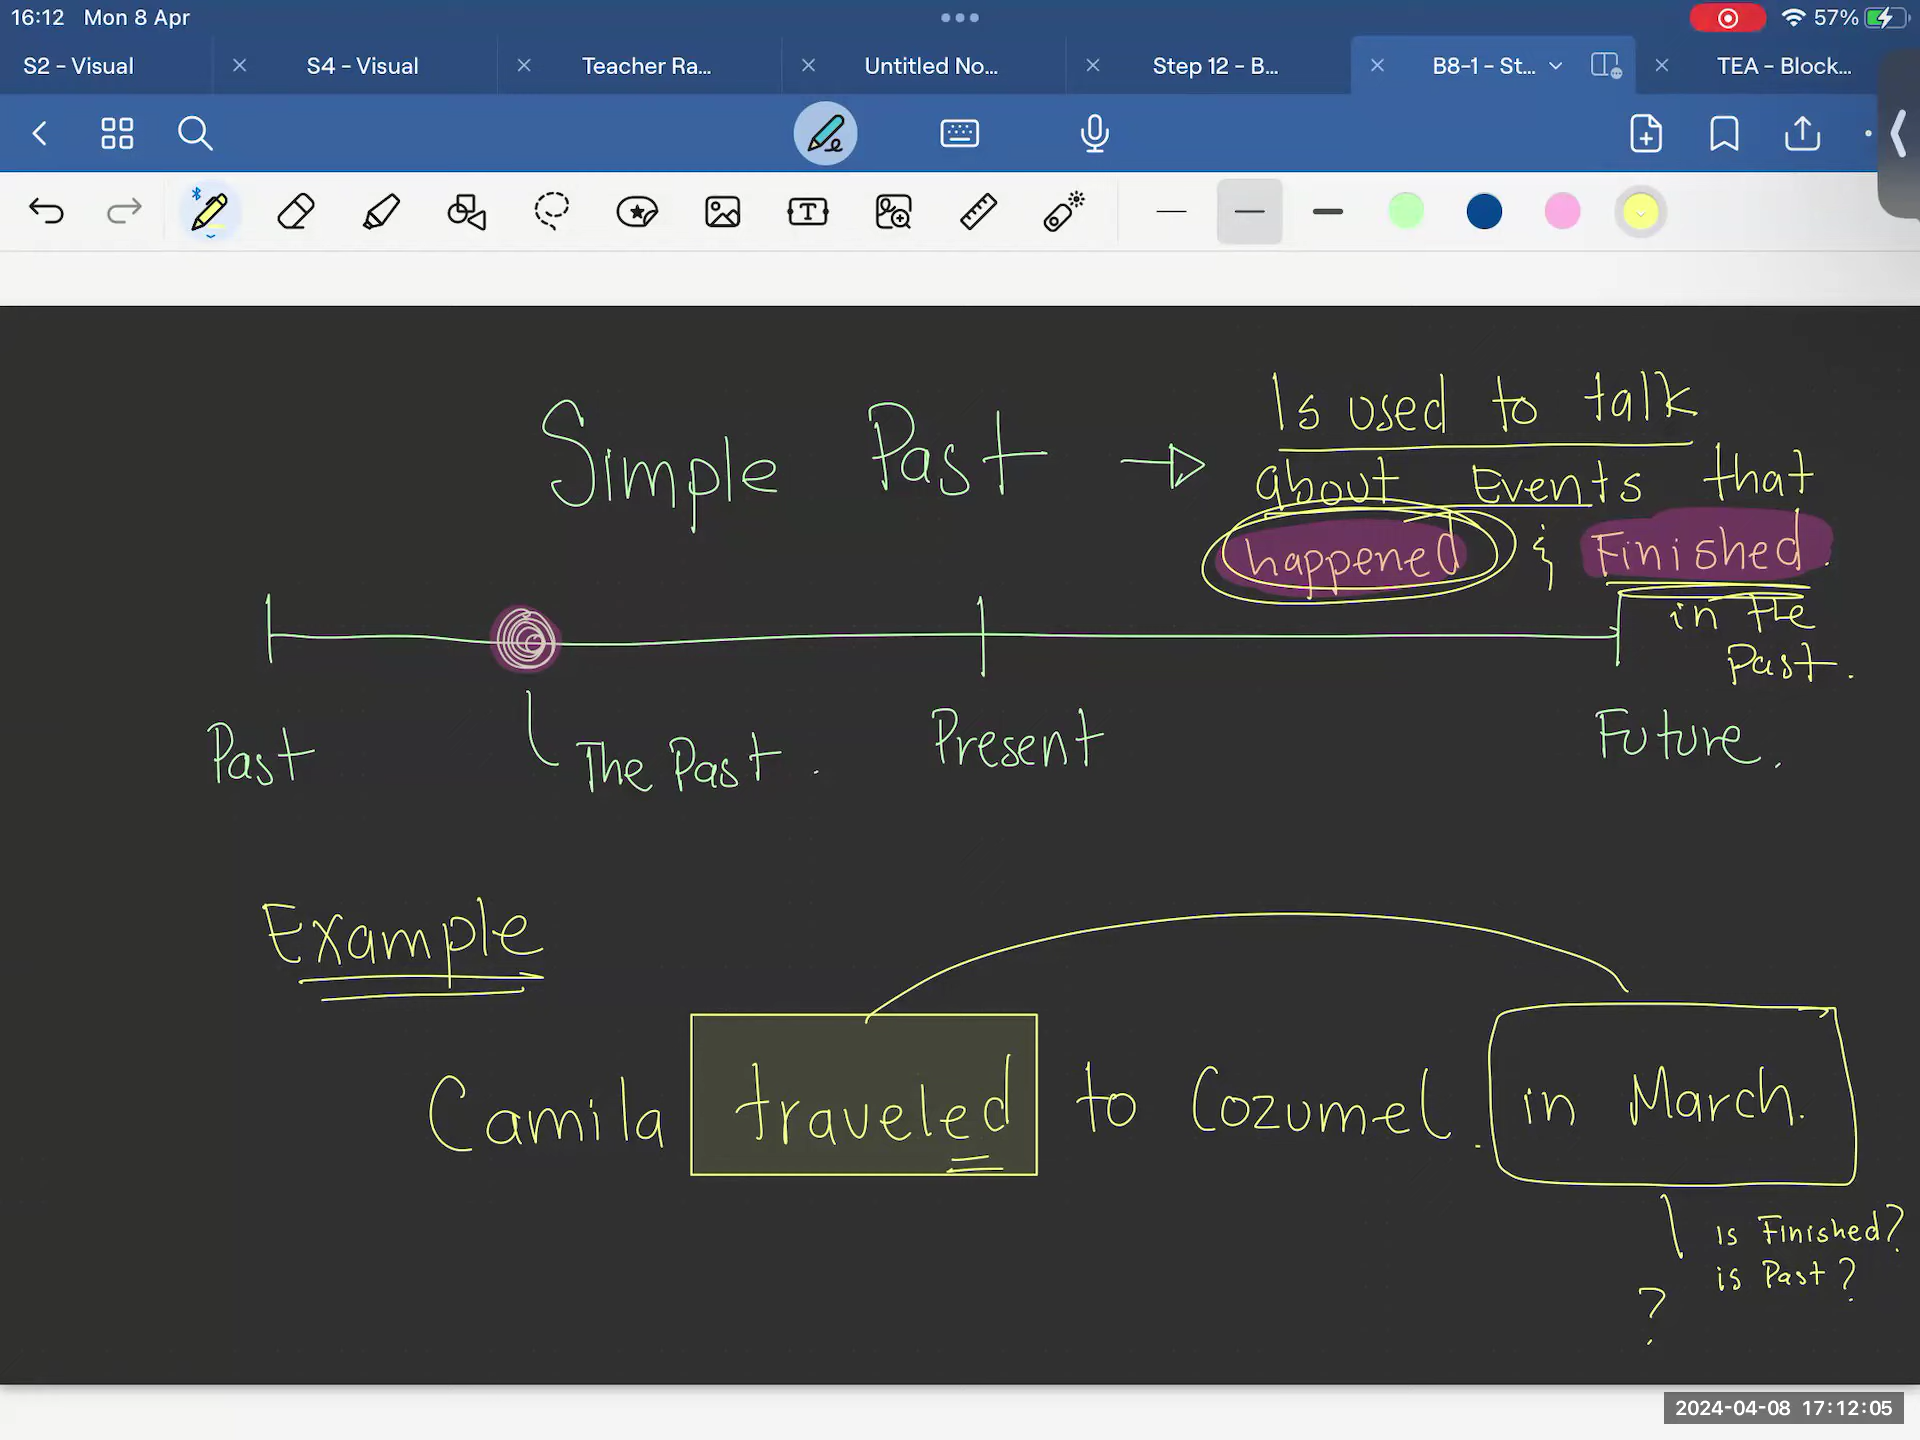 16:12 Mon 8 Apr
57%
S2 - Visual
S4 - Visual
Teacher Ra...
Untitled No...
Step 12 - B...
B8-1 - St...
TEA - Block...
Simple Past
Is used to talk
about Events that
happened & Finished.
in the
Past.
Past
The Past.
Present
Future.
Example
Camila traveled to Cozumel. in March.
is Finished?
is Past?
?
2024-04-08 17:12:05